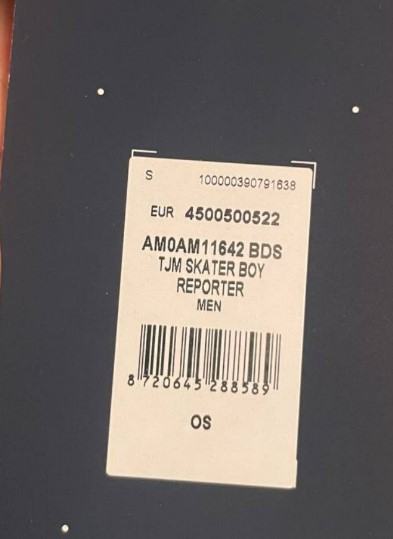 S 100000390791638
EUR 4500500522
AM0AM11642 BDS
TJM SKATER BOY
REPORTER
MEN
8 720645 288589
OS